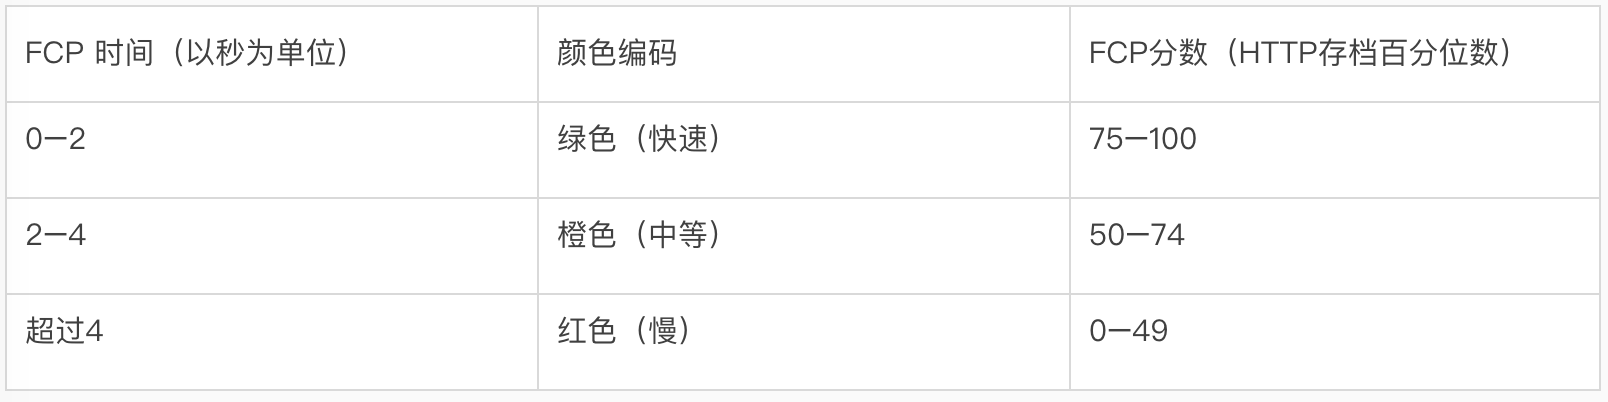 FCP 时间（以秒为单位） 颜色编码 FCP分数（HTTP存档百分位数）
0—2 绿色（快速） 75—100
2—4 橙色（中等） 50—74
超过4 红色（慢） 0—49